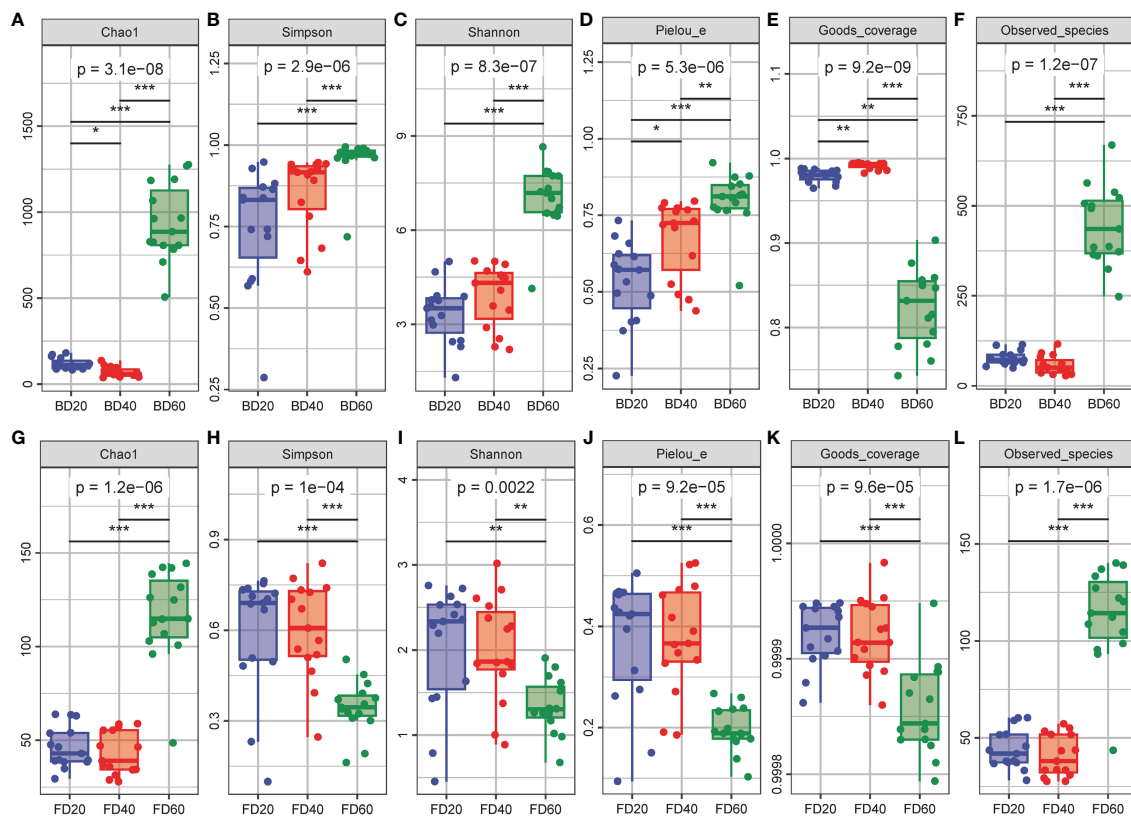 A
Chao1
p = 3.1e−08
***
***
*
1500
1000
500
0
BD20 BD40 BD60
B
Simpson
p = 2.9e−06
***
***
1.25
1.00
0.75
0.50
0.25
BD20 BD40 BD60
C
Shannon
p = 8.3e−07
***
***
9
6
3
BD20 BD40 BD60
D
Pielou_e
p = 5.3e−06
**
***
*
1.25
1.00
0.75
0.50
0.25
BD20 BD40 BD60
E
Goods_coverage
p = 9.2e−09
***
**
**
1.1
1.0
0.9
0.8
BD20 BD40 BD60
F
Observed_species
p = 1.2e−07
***
***
750
500
250
0
BD20 BD40 BD60
G
Chao1
p = 1.2e−06
***
***
150
100
50
FD20 FD40 FD60
H
Simpson
p = 1e−04
***
***
0.9
0.6
0.3
FD20 FD40 FD60
I
Shannon
p = 0.0022
**
**
4
3
2
1
FD20 FD40 FD60
J
Pielou_e
p = 9.2e−05
***
***
0.6
0.4
0.2
FD20 FD40 FD60
K
Goods_coverage
p = 9.6e−05
***
***
1.0000
0.9999
0.9998
FD20 FD40 FD60
L
Observed_species
p = 1.7e−06
***
***
150
100
50
FD20 FD40 FD60